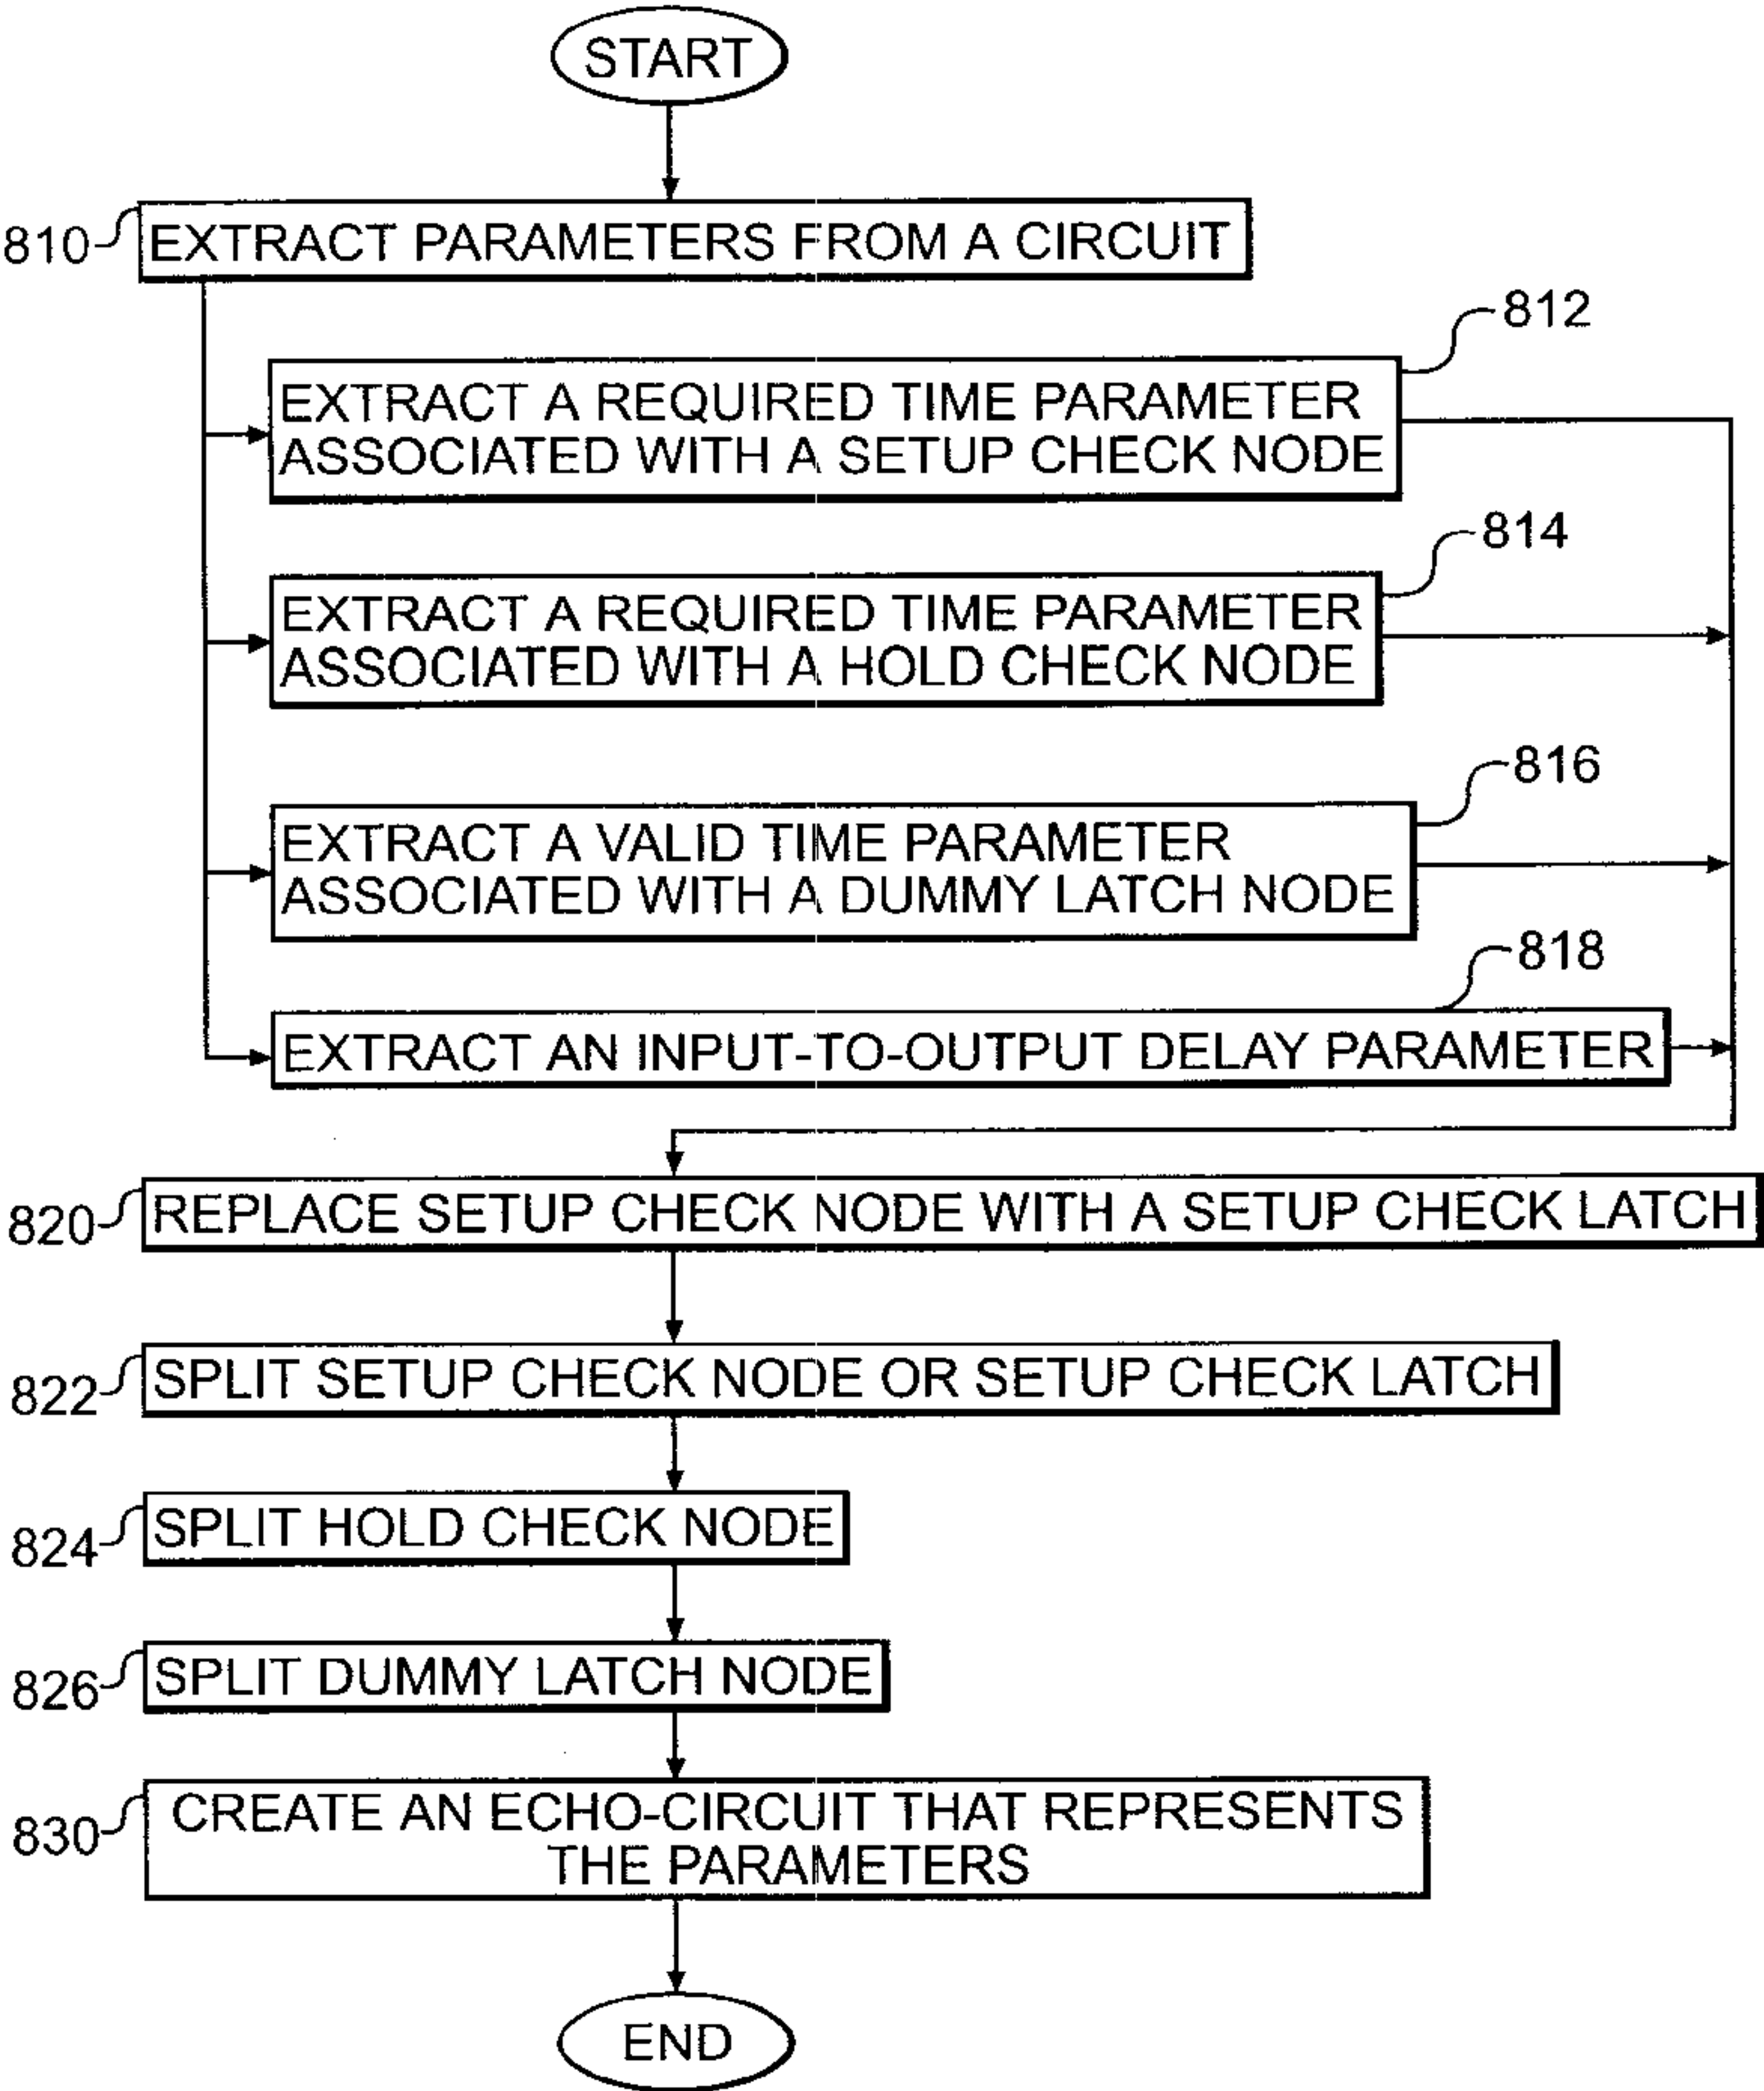 START
810
EXTRACT PARAMETERS FROM A CIRCUIT
812
EXTRACT A REQUIRED TIME PARAMETER
ASSOCIATED WITH A SETUP CHECK NODE
814
EXTRACT A REQUIRED TIME PARAMETER
ASSOCIATED WITH A HOLD CHECK NODE
816
EXTRACT A VALID TIME PARAMETER
ASSOCIATED WITH A DUMMY LATCH NODE
818
EXTRACT AN INPUT-TO-OUTPUT DELAY PARAMETER
820
REPLACE SETUP CHECK NODE WITH A SETUP CHECK LATCH
822
SPLIT SETUP CHECK NODE OR SETUP CHECK LATCH
824
SPLIT HOLD CHECK NODE
826
SPLIT DUMMY LATCH NODE
830
CREATE AN ECHO-CIRCUIT THAT REPRESENTS
THE PARAMETERS
END